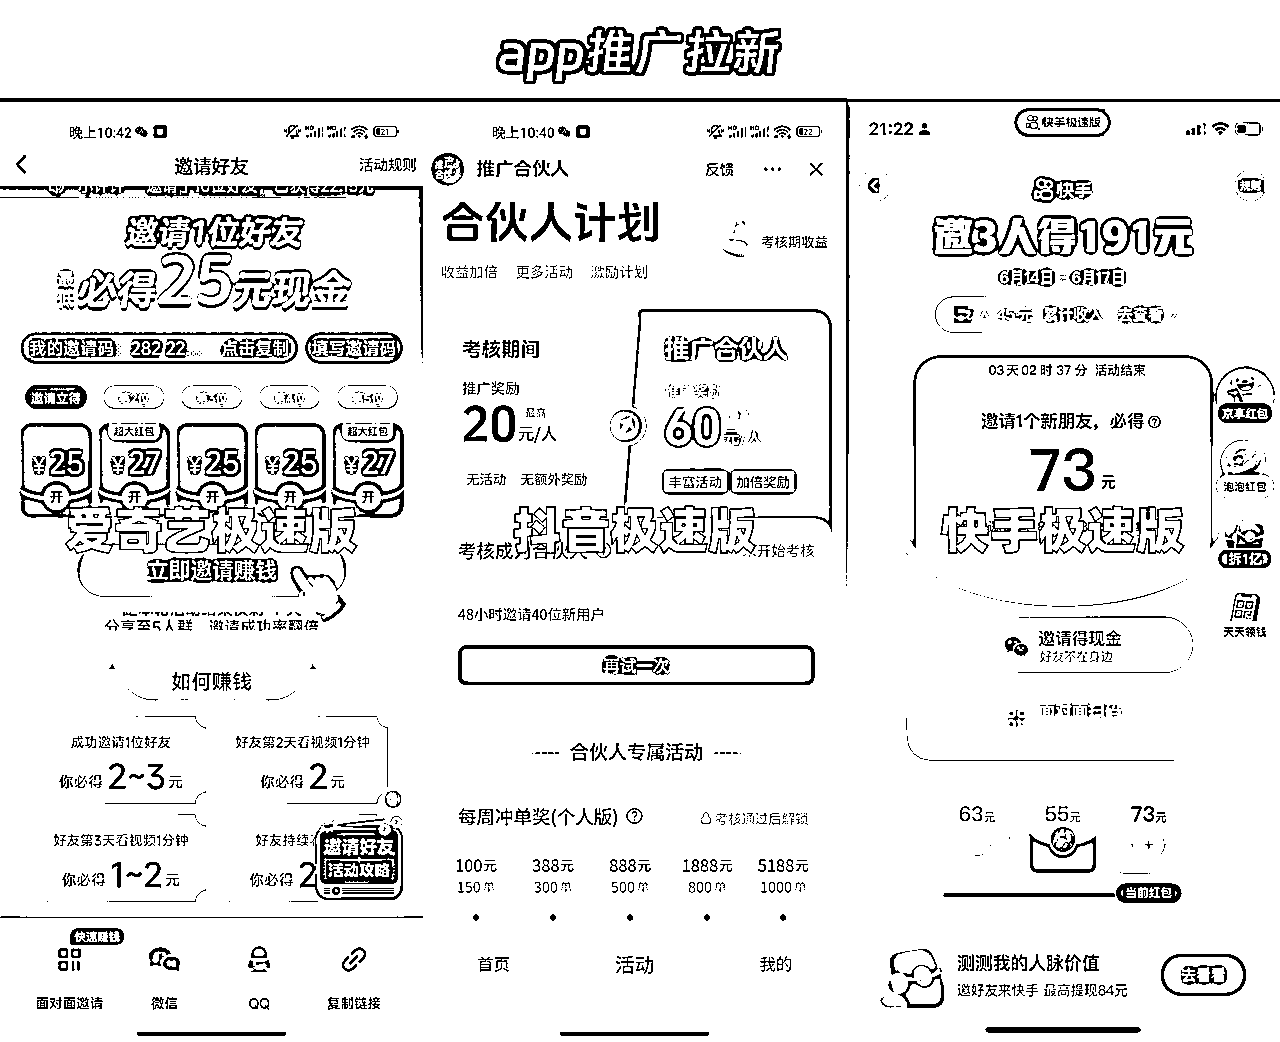 app推广拉新
晚上10:42
邀请好友
活动规则
邀请1位好友
最低
必得25元现金
我的邀请码: 28222... 点击复制
填写邀请码
邀请立得
第2位
第3位
第4位
第5位
超大红包
超大红包
¥25
¥27
¥25
¥25
¥27
开
开
开
开
开
爱奇艺极速版
立即邀请赚钱
分享至5人群 邀请成功率翻倍
如何赚钱
成功邀请1位好友
你必得2~3元
好友第2天看视频1分钟
你必得2元
好友第3天看视频1分钟
你必得1~2元
好友持续
你必得2
邀请好友
活动攻略
快速赚钱
面对面邀请
微信
QQ
复制链接
晚上10:40
推广合伙人
反馈
合伙人计划
考核期收益
收益加倍 更多活动 激励计划
考核期间
推广奖励
20
最高
元/人
无活动 无额外奖励
推广合伙人
推广奖励
60
元/人
丰富活动
加倍奖励
抖音极速版
开始考核
48小时邀请40位新用户
再试一次
---- 合伙人专属活动 ----
每周冲单奖(个人版)
考核通过后解锁
100元
388元
888元
1888元
5188元
150单
300单
500单
800单
1000单
首页
活动
我的
21:22
快手极速版
规则
快手
邀3人得191元
6月14日-6月17日
去查看
03天02时37分 活动结束
邀请1个新朋友，必得
73元
快手极速版
京享红包
泡泡红包
拆1亿
天天领钱
邀请得现金
好友不在身边
63元
55元
73元
当前红包
测测我的人脉价值
邀好友来快手 最高提现84元
去看看